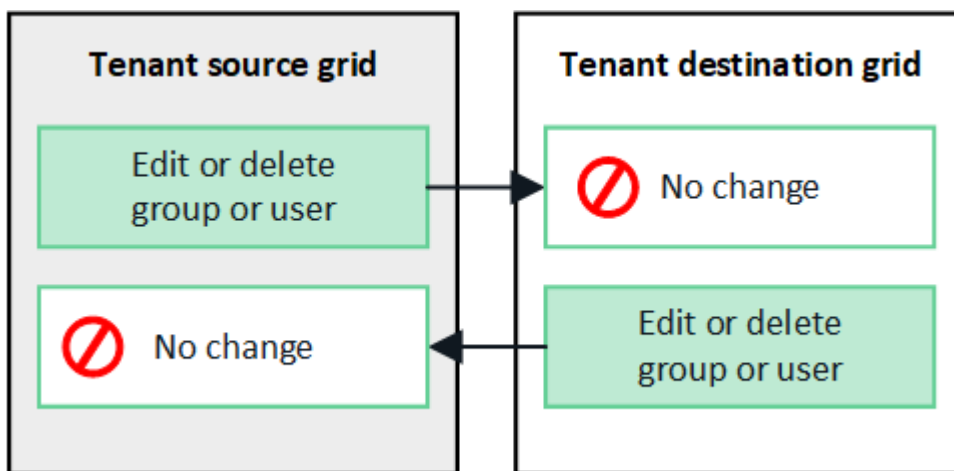 Tenant source grid
Edit or delete
group or user
No change
Tenant destination grid
No change
Edit or delete
group or user